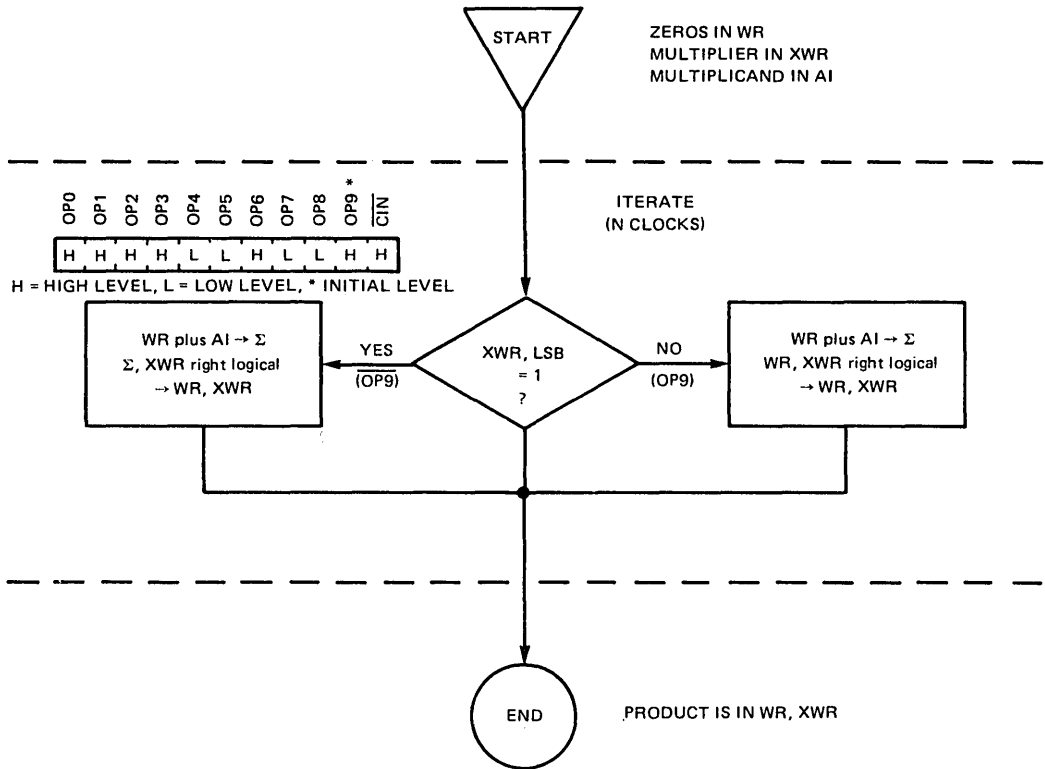 START
ZEROS IN WR
MULTIPLIER IN XWR
MULTIPLICAND IN AI
OP0 OP1 OP2 OP3 OP4 OP5 OP6 OP7 OP8 OP9* C̅I̅N̅
H H H H L L H L L H H
H = HIGH LEVEL, L = LOW LEVEL, * INITIAL LEVEL
ITERATE
(N CLOCKS)
WR plus AI → Σ
Σ, XWR right logical
→ WR, XWR
YES
(O̅P̅9̅)
XWR, LSB
= 1
?
NO
(OP9)
WR plus AI → Σ
WR, XWR right logical
→ WR, XWR
END
PRODUCT IS IN WR, XWR